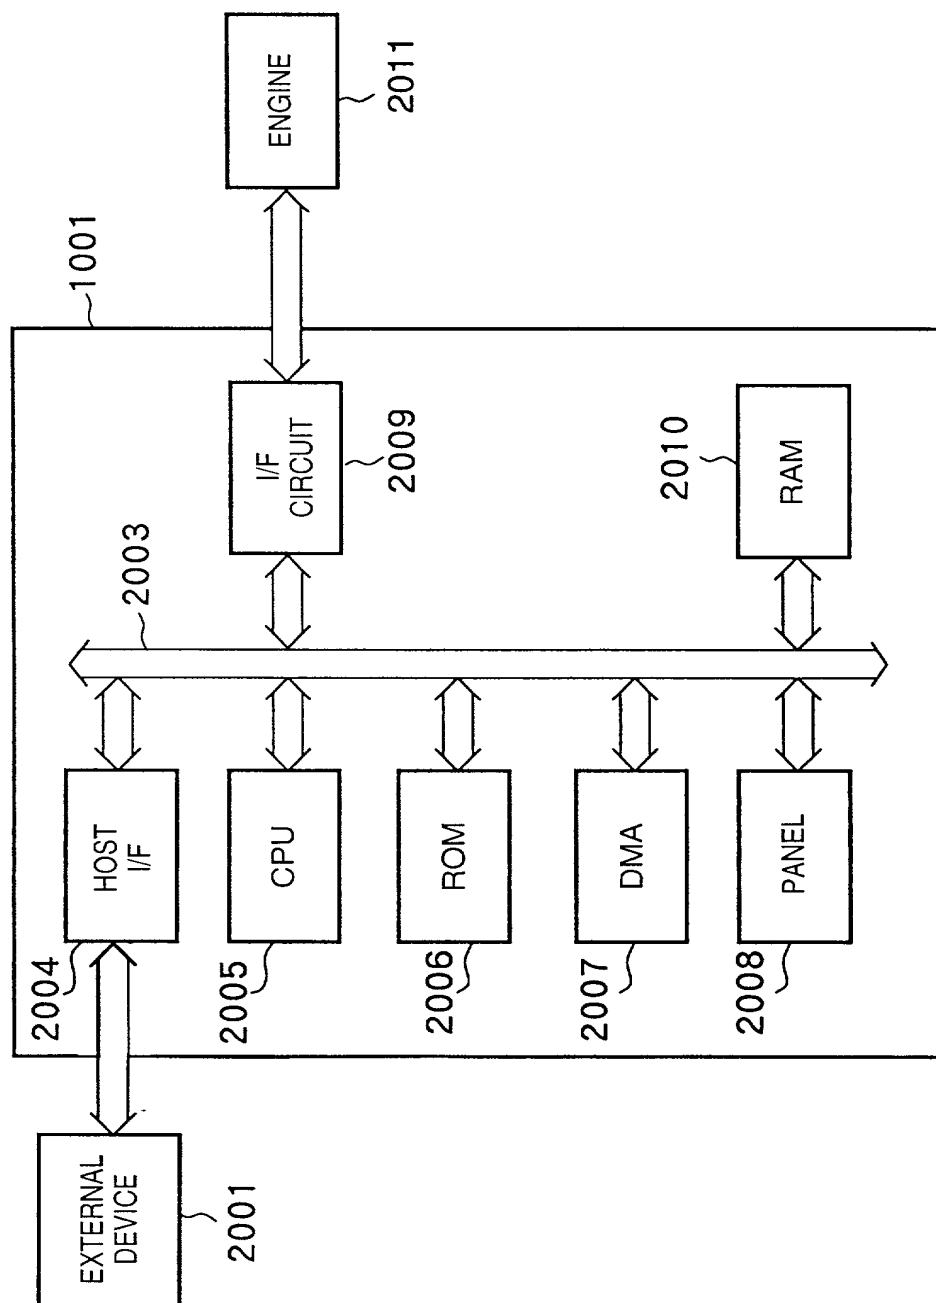 EXTERNAL
DEVICE
2001
2004
HOST
I/F
2005
CPU
2006
ROM
2007
DMA
2008
PANEL
2003
I/F
CIRCUIT
2009
2010
RAM
1001
ENGINE
2011